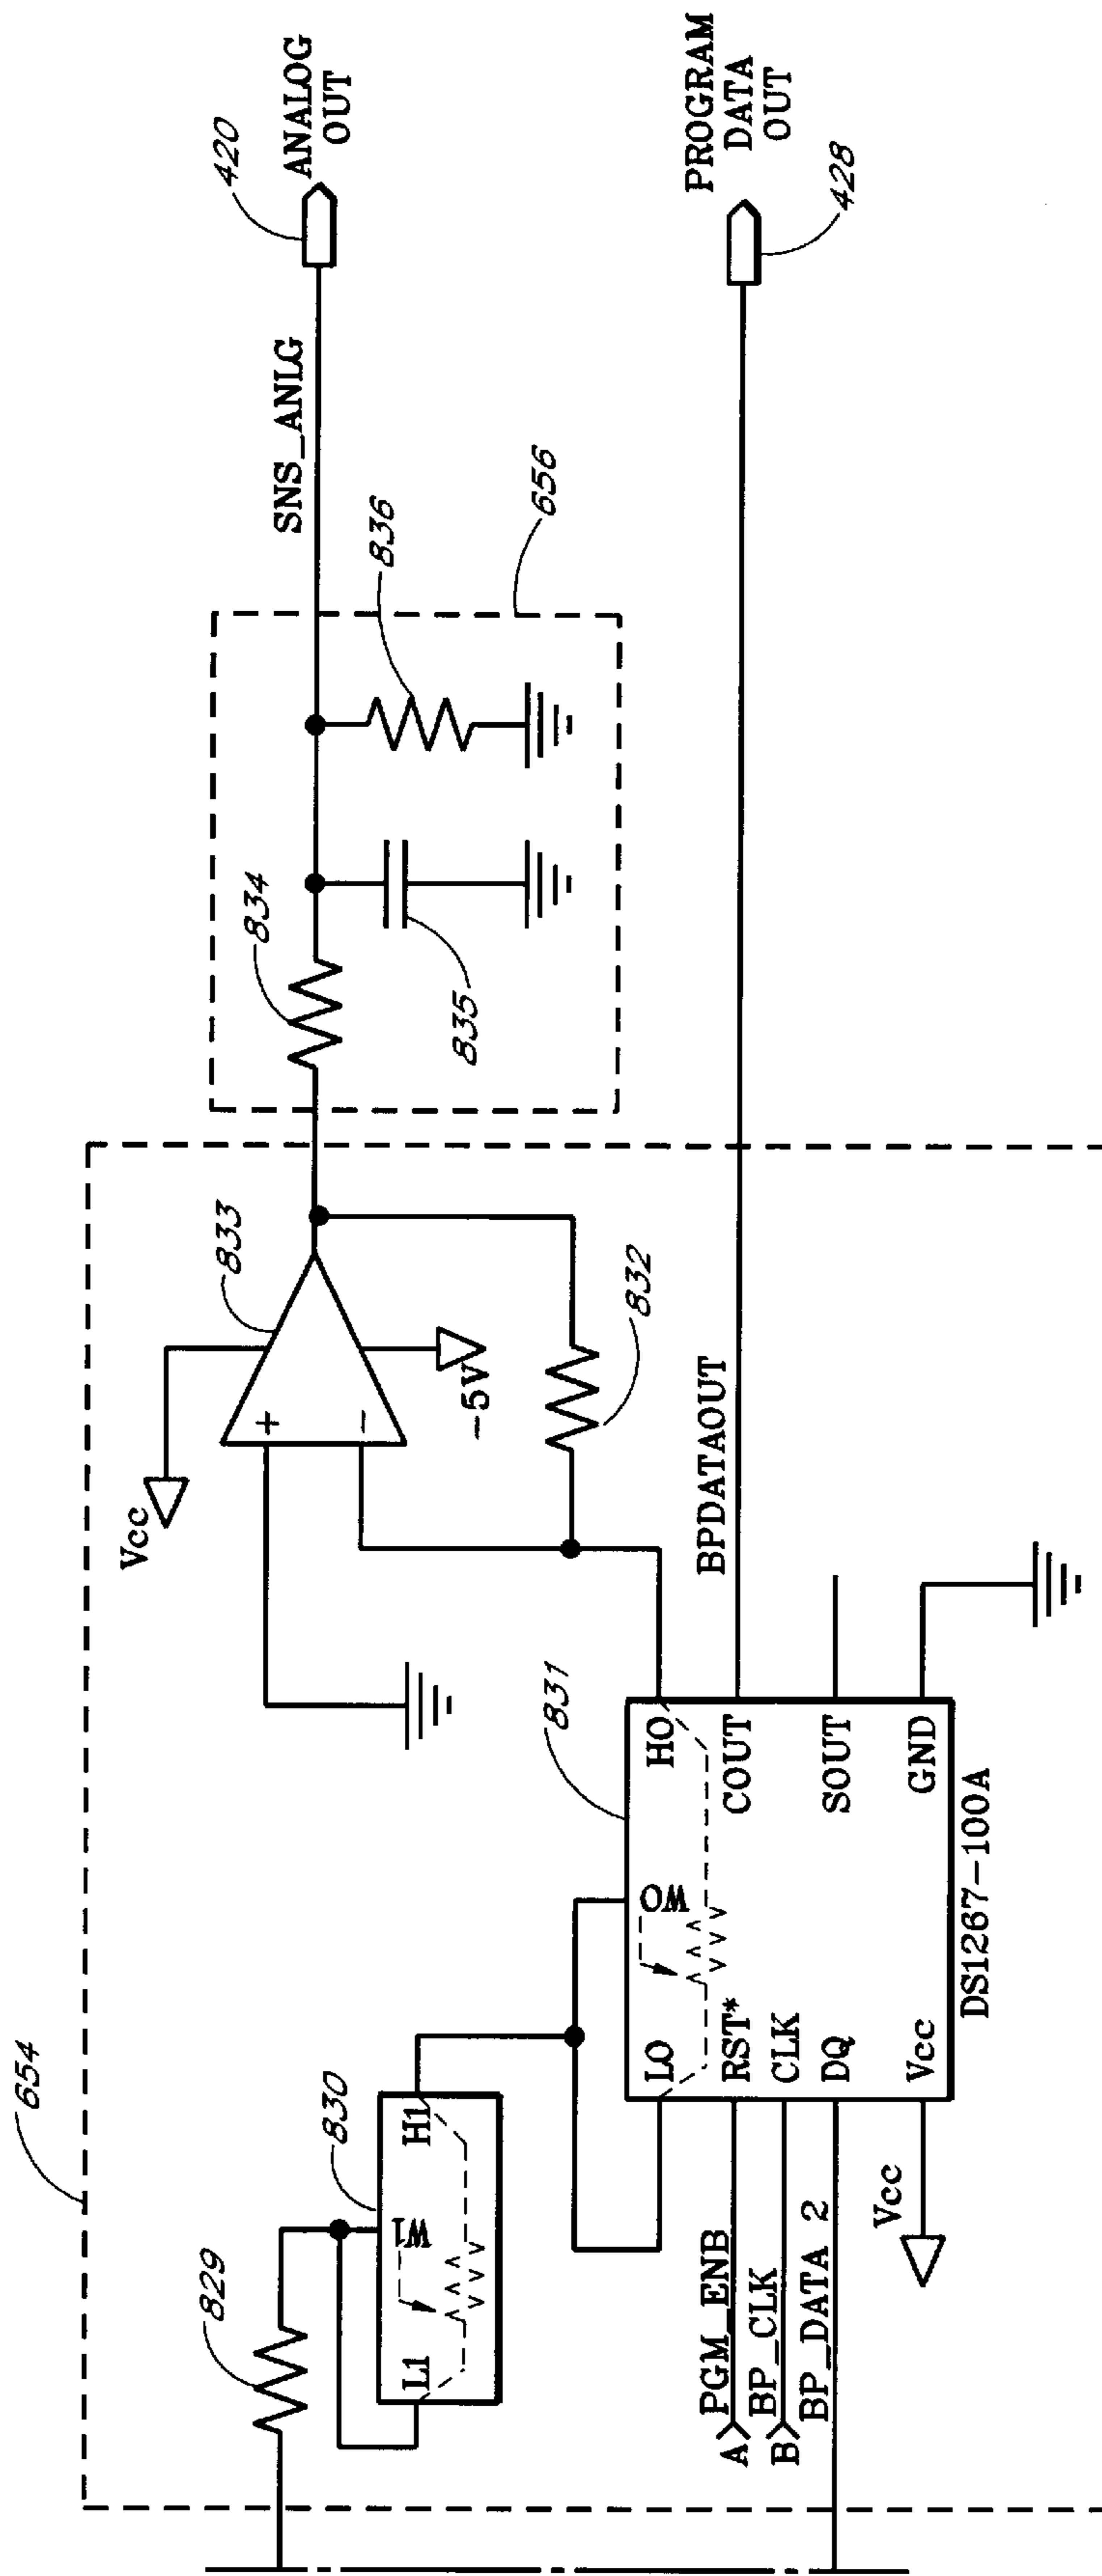 654
829
830
L1
W1
H1
Vcc
+
-
833
-5V
832
834
835
836
656
SNS_ANLG
420
ANALOG
OUT
831
LO
WO
HO
RST*
COUT
CLK
DQ
SOUT
Vcc
GND
DS1267-100A
A
PGM_ENB
B
BP_CLK
BP_DATA 2
Vcc
BPDATAOUT
PROGRAM
DATA
OUT
428